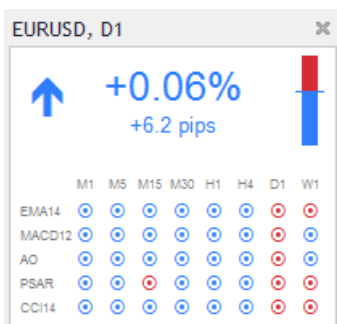 EURUSD, D1
+0.06%
+6.2 pips
M1 M5 M15 M30 H1 H4 D1 W1
EMA14
MACD12
AO
PSAR
CCI14